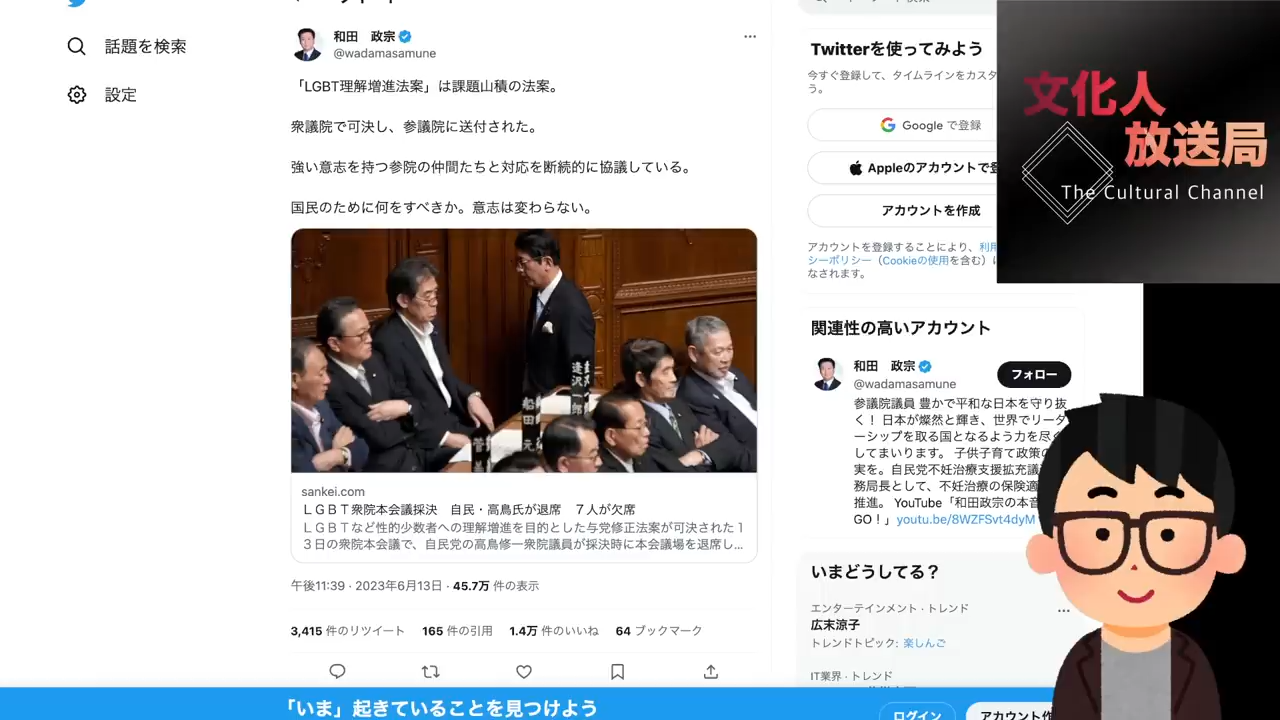 話題を検索
設定
和田　政宗
@wadamasamune
「LGBT理解増進法案」は課題山積の法案。
衆議院で可決し、参議院に送付された。
強い意志を持つ参院の仲間たちと対応を断続的に協議している。
国民のために何をすべきか。意志は変わらない。
逢沢一郎
船田　元
菅　義
sankei.com
ＬＧＢＴ衆院本会議採決　自民・高鳥氏が退席　７人が欠席
ＬＧＢＴなど性的少数者への理解増進を目的とした与党修正法案が可決された１
３日の衆院本会議で、自民党の高鳥修一衆院議員が採決時に本会議場を退席し...
午後11:39 · 2023年6月13日 · 45.7万 件の表示
3,415 件のリツイート 165 件の引用 1.4万 件のいいね 64 ブックマーク
「いま」起きていることを見つけよう
ログイン
アカウント作
Twitterを使ってみよう
今すぐ登録して、タイムラインをカスタ
う。
Google で登録
Appleのアカウントで登
アカウントを作成
アカウントを登録することにより、利用
シーポリシー（Cookieの使用を含む）に
なされます。
関連性の高いアカウント
和田　政宗
@wadamasamune
フォロー
参議院議員 豊かで平和な日本を守り抜
く！ 日本が燦然と輝き、世界でリーダ
ーシップを取る国となるよう力を尽く
してまいります。 子供子育て政策の
実を。自民党不妊治療支援拡充議
務局長として、不妊治療の保険適
推進。 YouTube「和田政宗の本音
GO！」youtu.be/8WZFSvt4dyM
いまどうしてる？
エンターテインメント · トレンド
広末涼子
トレンドトピック: 楽しんご
IT業界 · トレンド
文化人
放送局
The Cultural Channel